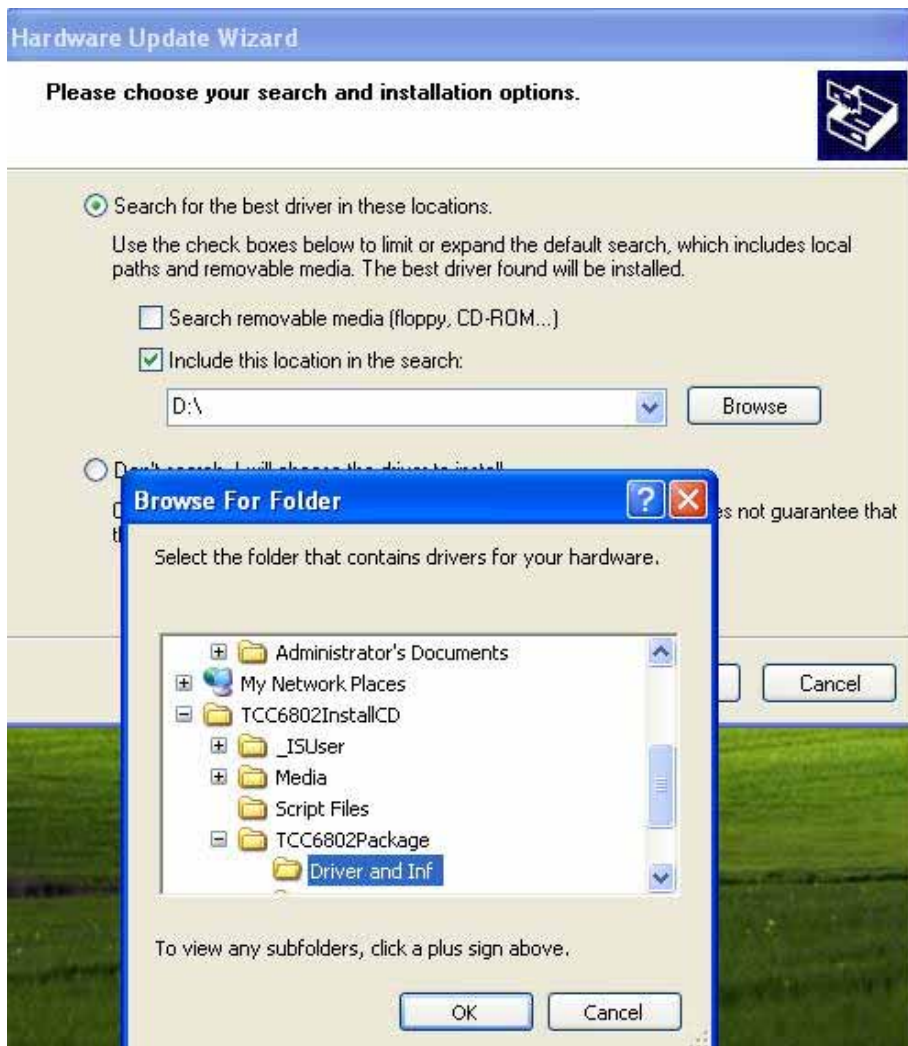 Hardware Update Wizard
Please choose your search and installation options.
Search for the best driver in these locations.
Use the check boxes below to limit or expand the default search, which includes local
paths and removable media. The best driver found will be installed.
Search removable media (floppy, CD-ROM...)
Include this location in the search:
D:\
Browse
Browse For Folder
es not guarantee that
Select the folder that contains drivers for your hardware.
Administrator's Documents
My Network Places
TCC6802InstallCD
_ISUser
Media
Script Files
TCC6802Package
Driver and Inf
Cancel
To view any subfolders, click a plus sign above.
OK
Cancel